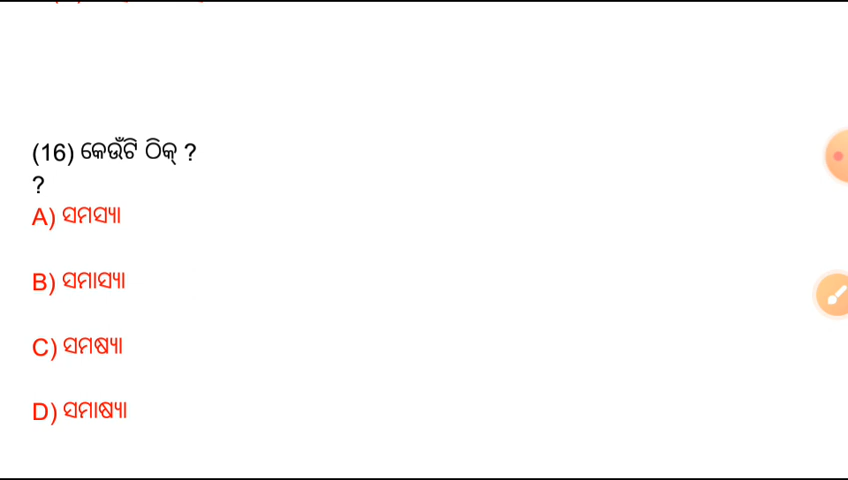 (16) କେଉଁଟି ଠିକ୍ ?
?
A) ସମସ୍ୟା
B) ସମାସ୍ୟା
C) ସମଷ୍ୟା
D) ସମାଷ୍ୟା